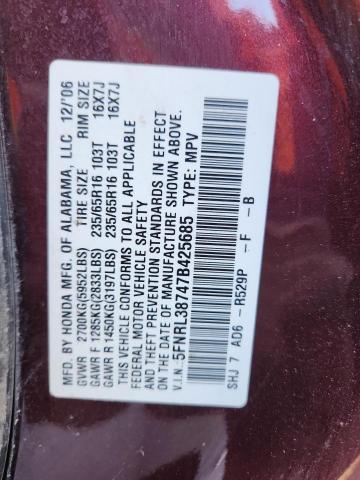 MFD. BY HONDA MFG. OF ALABAMA, LLC 12/'06
TIRE SIZE RIM SIZE
GVWR 2700KG(5952LBS)
GAWR F 1285KG(2833LBS) 235/65R16 103T 16X7J
GAWR R 1450KG(3197LBS) 235/65R16 103T 16X7J
THIS VEHICLE CONFORMS TO ALL APPLICABLE
FEDERAL MOTOR VEHICLE SAFETY
AND THEFT PREVENTION STANDARDS IN EFFECT
ON THE DATE OF MANUFACTURE SHOWN ABOVE.
V.I.N. 5FNRL38747B425685 TYPE: MPV
SHJ 7 AD6 - R529P - F - B